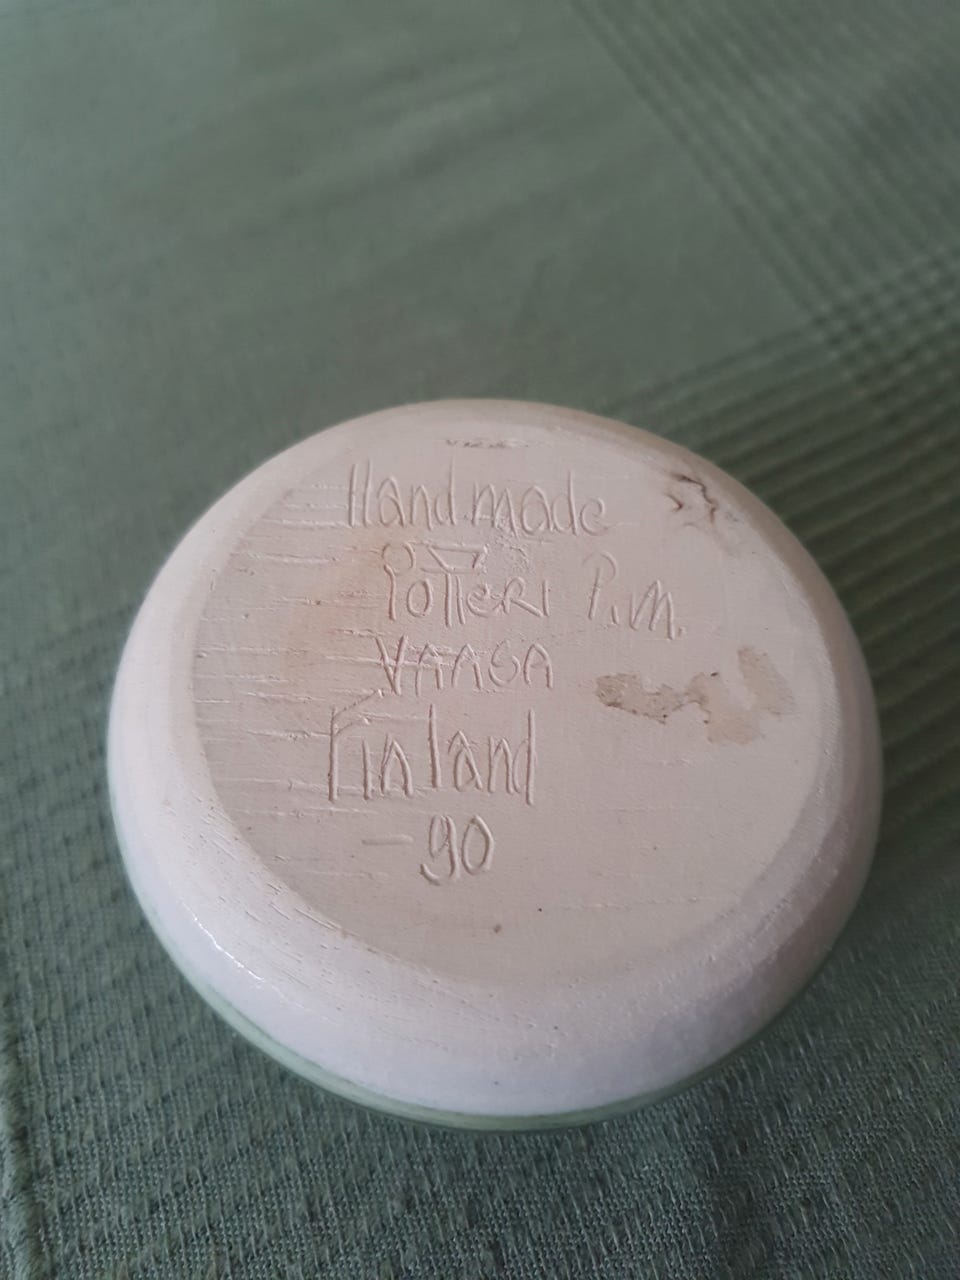 Handmade
Potteri P.M.
VAASA
Finland
-90